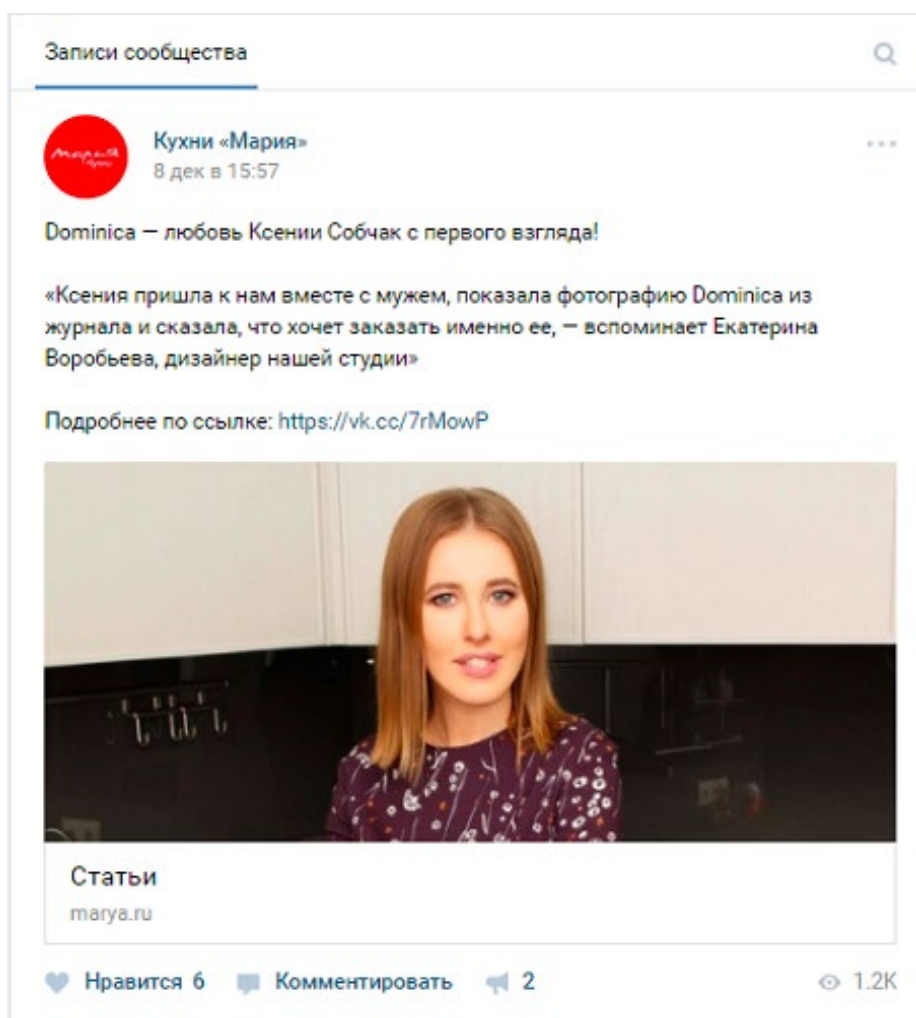 Записи сообщества
Мария
Кухни «Мария»
8 дек в 15:57
Dominica — любовь Ксении Собчак с первого взгляда!
«Ксения пришла к нам вместе с мужем, показала фотографию Dominica из
журнала и сказала, что хочет заказать именно ее, — вспоминает Екатерина
Воробьева, дизайнер нашей студии»
Подробнее по ссылке: https://vk.cc/7rMowP
Статьи
marya.ru
Нравится 6 Комментировать 2 1.2K